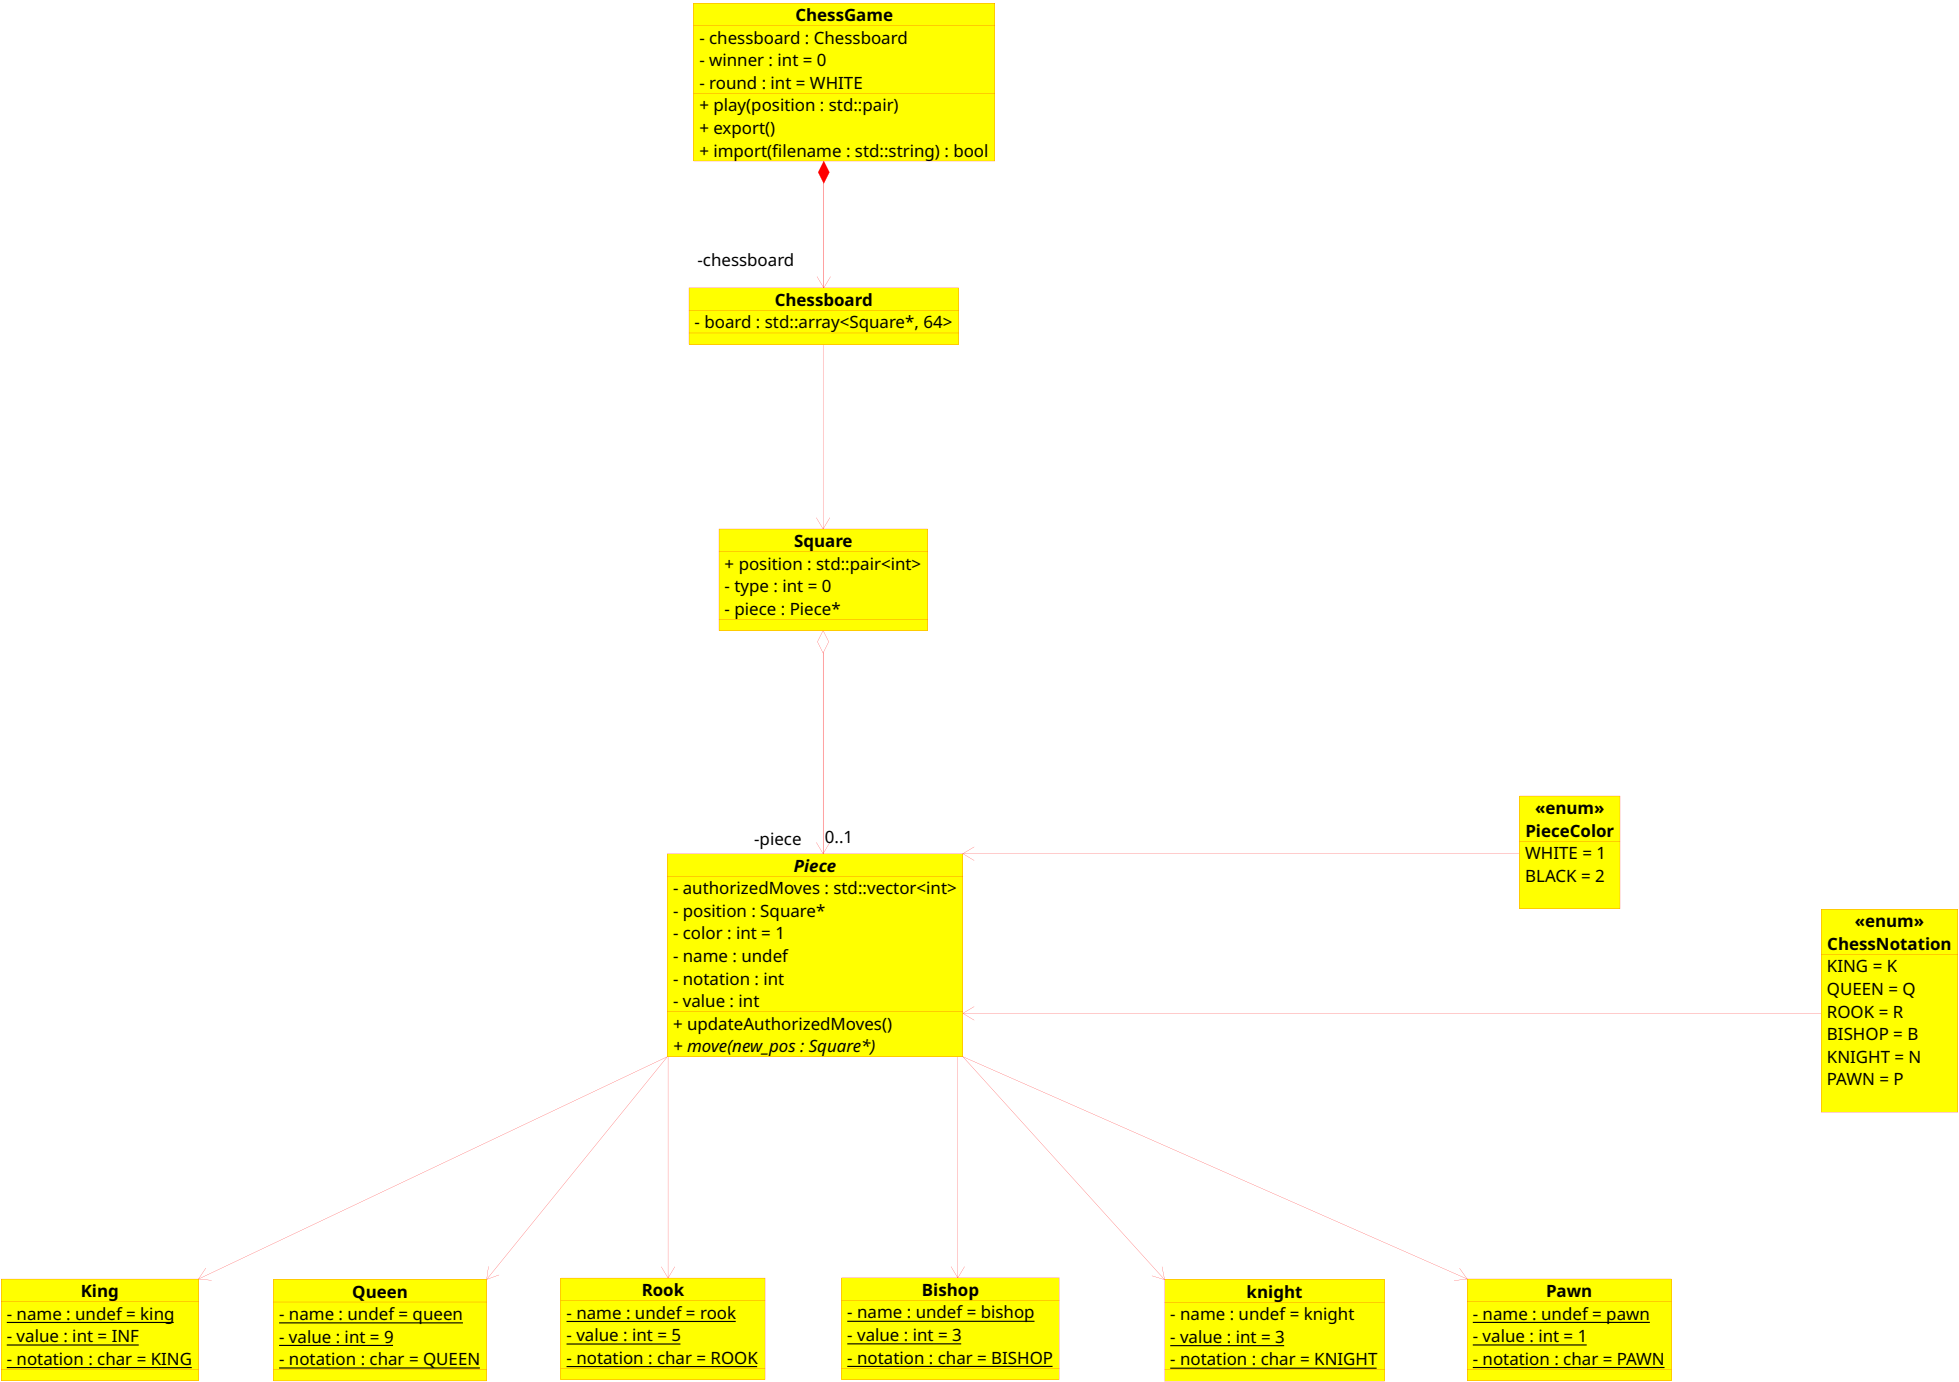 ChessGame
- chessboard : Chessboard
- winner : int = 0
- round : int = WHITE
+ play(position : std::pair)
+ export()
+ import(filename : std::string) : bool
-chessboard
Chessboard
- board : std::array<Square*, 64>
Square
+ position : std::pair<int>
- type : int = 0
- piece : Piece*
-piece
0..1
Piece
- authorizedMoves : std::vector<int>
- position : Square*
- color : int = 1
- name : undef
- notation : int
- value : int
+ updateAuthorizedMoves()
+ move(new_pos : Square*)
«enum»
PieceColor
WHITE = 1
BLACK = 2
«enum»
ChessNotation
KING = K
QUEEN = Q
ROOK = R
BISHOP = B
KNIGHT = N
PAWN = P
King
- name : undef = king
- value : int = INF
- notation : char = KING
Queen
- name : undef = queen
- value : int = 9
- notation : char = QUEEN
Rook
- name : undef = rook
- value : int = 5
- notation : char = ROOK
Bishop
- name : undef = bishop
- value : int = 3
- notation : char = BISHOP
knight
- name : undef = knight
- value : int = 3
- notation : char = KNIGHT
Pawn
- name : undef = pawn
- value : int = 1
- notation : char = PAWN